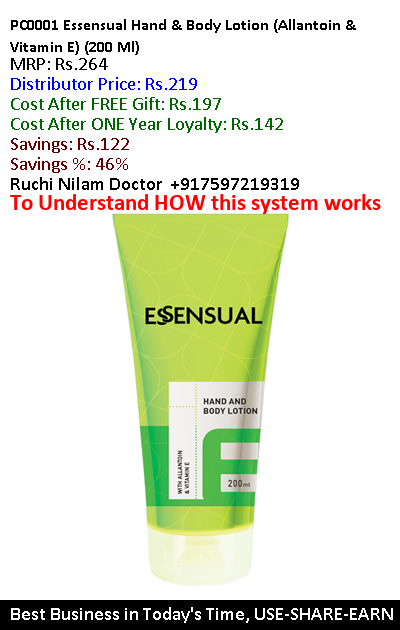 PC0001 Essensual Hand & Body Lotion (Allantoin &
Vitamin E) (200 Ml)
MRP: Rs.264
Distributor Price: Rs.219
Cost After FREE Gift: Rs.197
Cost After ONE Year Loyalty: Rs.142
Savings: Rs.122
Savings %: 46%
Ruchi Nilam Doctor +917597219319
To Understand HOW this system works
ESSENSUAL
HAND AND
BODY LOTION
WITH ALLANTOIN
& VITAMIN E
E
200ml
Best Business in Today's Time, USE-SHARE-EARN